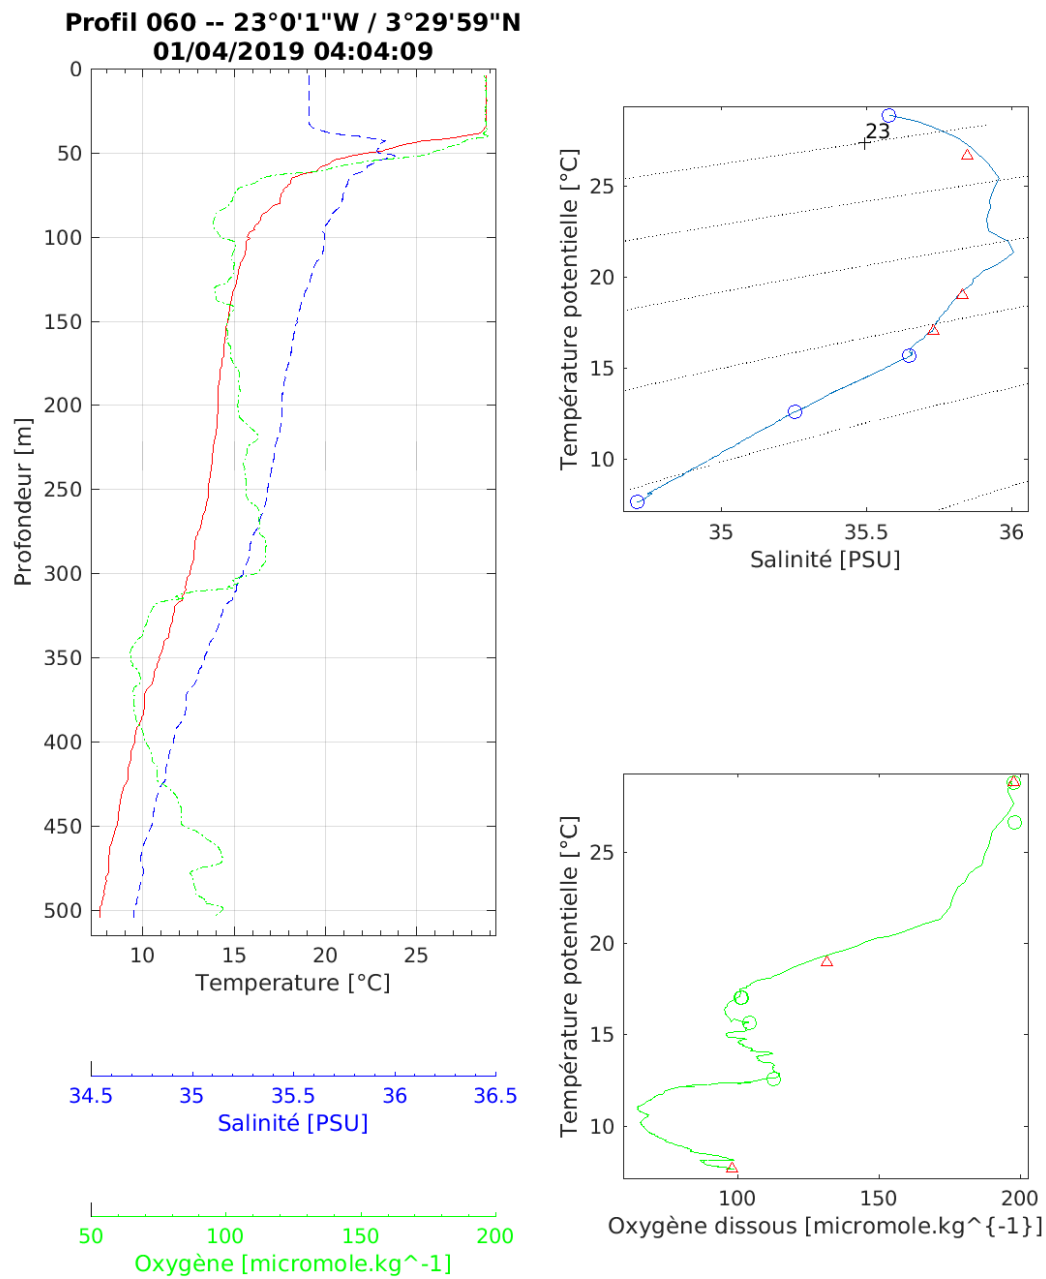 Profil 060 -- 23°0'1"W / 3°29'59"N
01/04/2019 04:04:09
0
50
100
150
200
250
300
350
400
450
500
Profondeur [m]
10 15 20 25
Temperature [°C]
34.5 35 35.5 36 36.5
Salinité [PSU]
50 100 150 200
Oxygène [micromole.kg^-1]
23
25
20
15
10
Température potentielle [°C]
35 35.5 36
Salinité [PSU]
25
20
15
10
Température potentielle [°C]
100 150 200
Oxygène dissous [micromole.kg^{-1}]